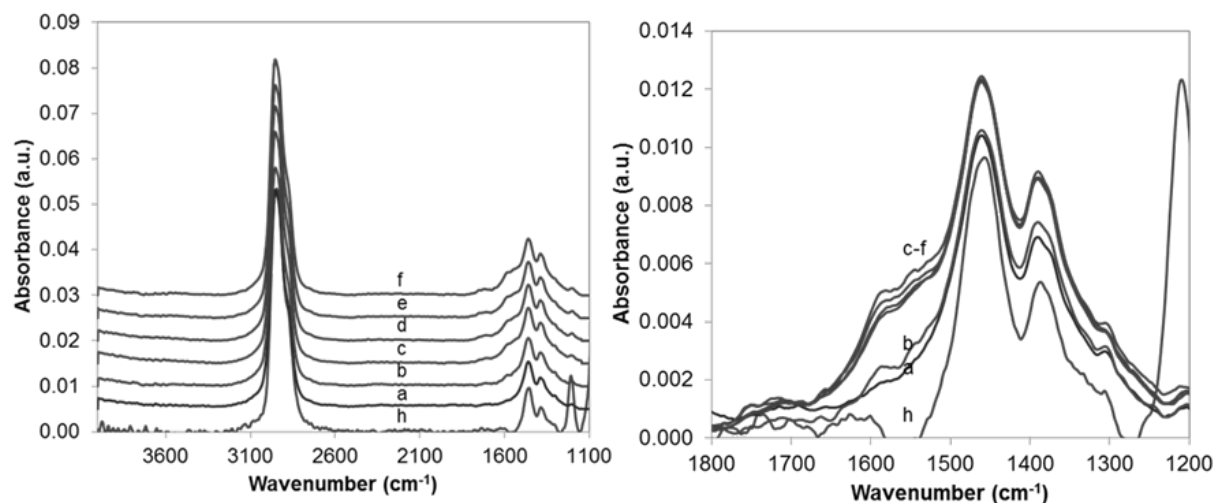 0.09
0.08
0.07
0.06
0.05
0.04
0.03
0.02
0.01
0.00
Absorbance (a.u.)
f
e
d
c
b
a
h
3600 3100 2600 2100 1600 1100
Wavenumber (cm-1)
0.014
0.012
0.010
0.008
0.006
0.004
0.002
0.000
Absorbance (a.u.)
c-f
b
a
h
1800 1700 1600 1500 1400 1300 1200
Wavenumber (cm-1)